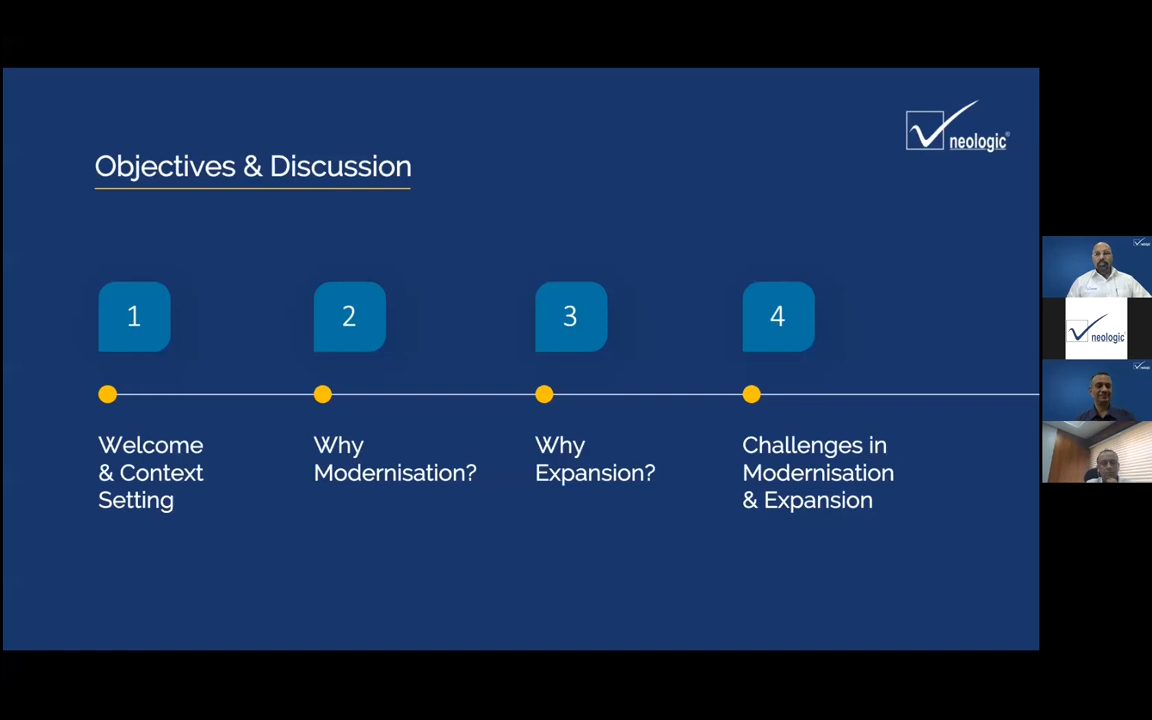 neologic®
Objectives & Discussion
1
2
3
4
Welcome
& Context
Setting
Why
Modernisation?
Why
Expansion?
Challenges in
Modernisation
& Expansion
neologic